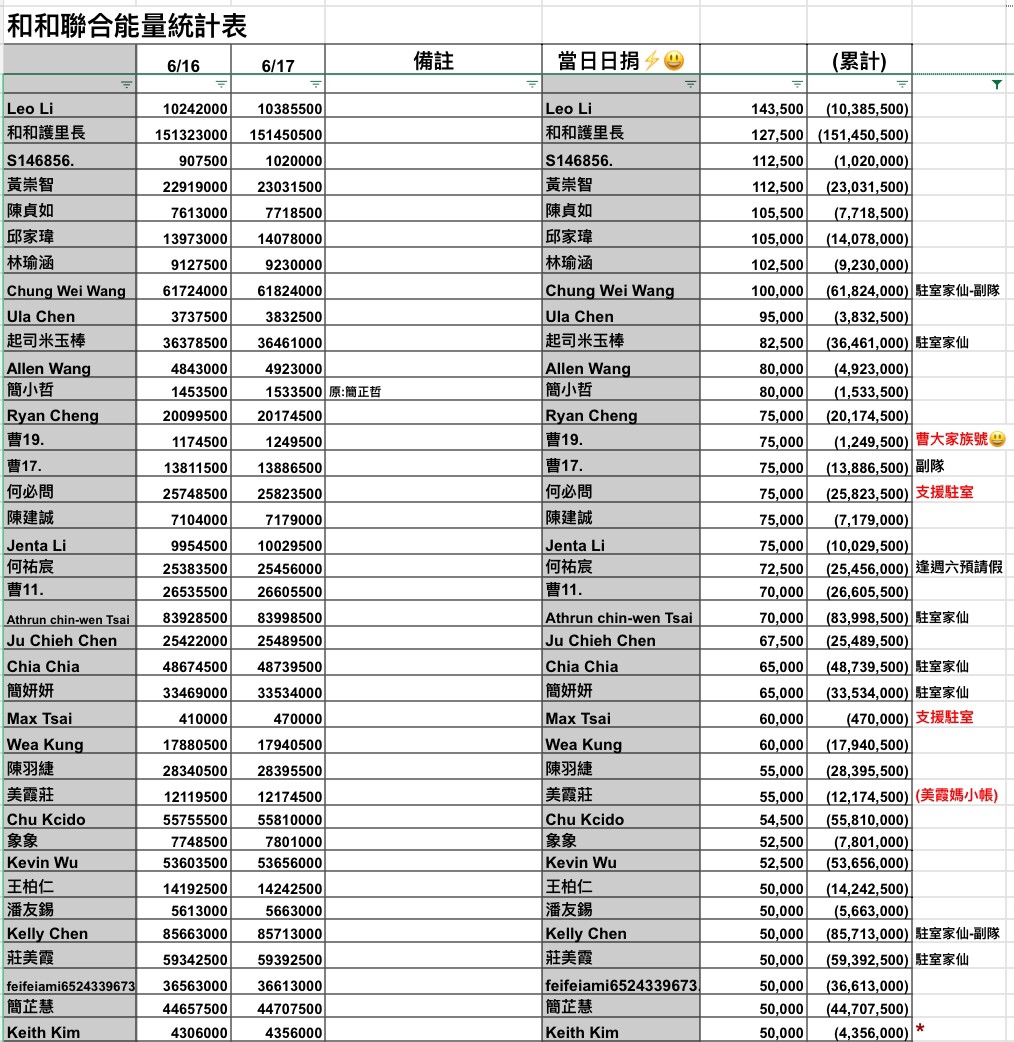 和和聯合能量統計表
6/16 6/17 備註 當日日捐⚡😃 (累計)
Leo Li 10242000 10385500 Leo Li 143,500 (10,385,500)
和和護里長 151323000 151450500 和和護里長 127,500 (151,450,500)
S146856. 907500 1020000 S146856. 112,500 (1,020,000)
黃崇智 22919000 23031500 黃崇智 112,500 (23,031,500)
陳貞如 7613000 7718500 陳貞如 105,500 (7,718,500)
邱家瑋 13973000 14078000 邱家瑋 105,000 (14,078,000)
林瑜涵 9127500 9230000 林瑜涵 102,500 (9,230,000)
Chung Wei Wang 61724000 61824000 Chung Wei Wang 100,000 (61,824,000) 駐室家仙-副隊
Ula Chen 3737500 3832500 Ula Chen 95,000 (3,832,500)
起司米玉棒 36378500 36461000 起司米玉棒 82,500 (36,461,000) 駐室家仙
Allen Wang 4843000 4923000 Allen Wang 80,000 (4,923,000)
簡小哲 1453500 1533500 原:簡正哲 簡小哲 80,000 (1,533,500)
Ryan Cheng 20099500 20174500 Ryan Cheng 75,000 (20,174,500)
曹19. 1174500 1249500 曹19. 75,000 (1,249,500) 曹大家族號😃
曹17. 13811500 13886500 曹17. 75,000 (13,886,500) 副隊
何必問 25748500 25823500 何必問 75,000 (25,823,500) 支援駐室
陳建誠 7104000 7179000 陳建誠 75,000 (7,179,000)
Jenta Li 9954500 10029500 Jenta Li 75,000 (10,029,500)
何祐宸 25383500 25456000 何祐宸 72,500 (25,456,000) 逢週六預請假
曹11. 26535500 26605500 曹11. 70,000 (26,605,500)
Athrun chin-wen Tsai 83928500 83998500 Athrun chin-wen Tsai 70,000 (83,998,500) 駐室家仙
Ju Chieh Chen 25422000 25489500 Ju Chieh Chen 67,500 (25,489,500)
Chia Chia 48674500 48739500 Chia Chia 65,000 (48,739,500) 駐室家仙
簡妍妍 33469000 33534000 簡妍妍 65,000 (33,534,000) 駐室家仙
Max Tsai 410000 470000 Max Tsai 60,000 (470,000) 支援駐室
Wea Kung 17880500 17940500 Wea Kung 60,000 (17,940,500)
陳羽緁 28340500 28395500 陳羽緁 55,000 (28,395,500)
美霞莊 12119500 12174500 美霞莊 55,000 (12,174,500) (美霞媽小帳)
Chu Kcido 55755500 55810000 Chu Kcido 54,500 (55,810,000)
象象 7748500 7801000 象象 52,500 (7,801,000)
Kevin Wu 53603500 53656000 Kevin Wu 52,500 (53,656,000)
王柏仁 14192500 14242500 王柏仁 50,000 (14,242,500)
潘友錫 5613000 5663000 潘友錫 50,000 (5,663,000)
Kelly Chen 85663000 85713000 Kelly Chen 50,000 (85,713,000) 駐室家仙-副隊
莊美霞 59342500 59392500 莊美霞 50,000 (59,392,500) 駐室家仙
feifeiami6524339673 36563000 36613000 feifeiami6524339673. 50,000 (36,613,000)
簡芷慧 44657500 44707500 簡芷慧 50,000 (44,707,500)
Keith Kim 4306000 4356000 Keith Kim 50,000 (4,356,000) *